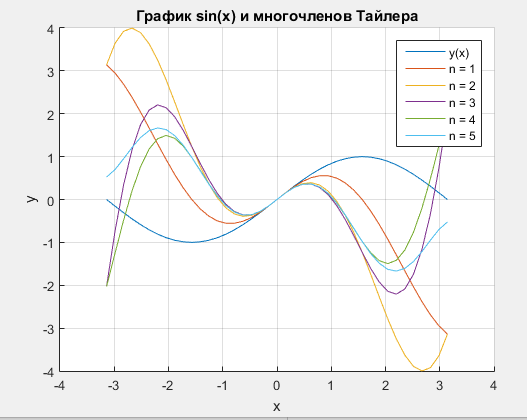 График sin(x) и многочленов Тайлера
4
3
2
1
0
-1
-2
-3
-4
y
-4
-3
-2
-1
0
1
2
3
4
x
y(x)
n = 1
n = 2
n = 3
n = 4
n = 5